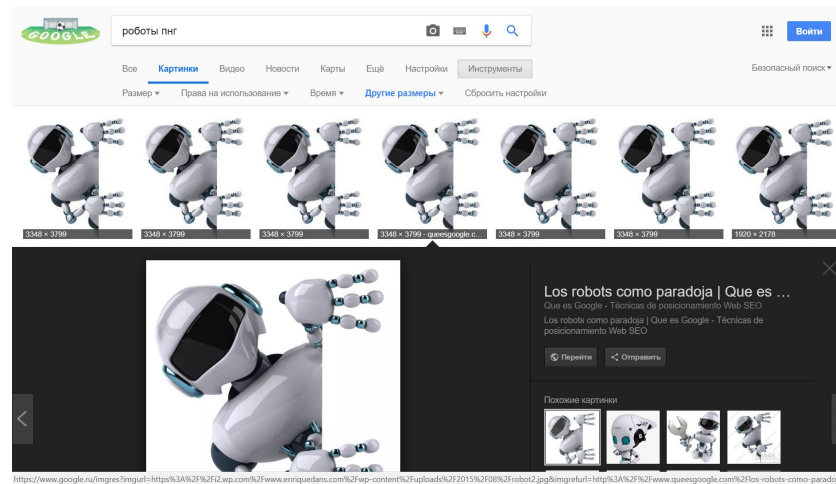 GOOGLE
роботы пнг
Войти
Все Картинки Видео Новости Карты Ещё Настройки Инструменты
Безопасный поиск ▾
Размер ▾ Права на использование ▾ Время ▾ Другие размеры ▾ Сбросить настройки
3348 × 3799 3348 × 3799 3348 × 3799 3348 × 3799 - queesgoogle.c... 3348 × 3799 3348 × 3799 1920 × 2178
Los robots como paradoja | Que es ...
Que es Google - Técnicas de posicionamiento Web SEO
Los robots como paradoja | Que es Google - Técnicas de
posicionamiento Web SEO
Перейти Отправить
Похожие картинки
https://www.google.ru/imgres?imgurl=https%3A%2F%2Fi2.wp.com%2Fwww.enriquedans.com%2Fwp-content%2Fuploads%2F2015%2F08%2Frobot2.jpg&imgrefurl=http%3A%2F%2Fwww.queesgoogle.com%2Flos-robots-como-parado